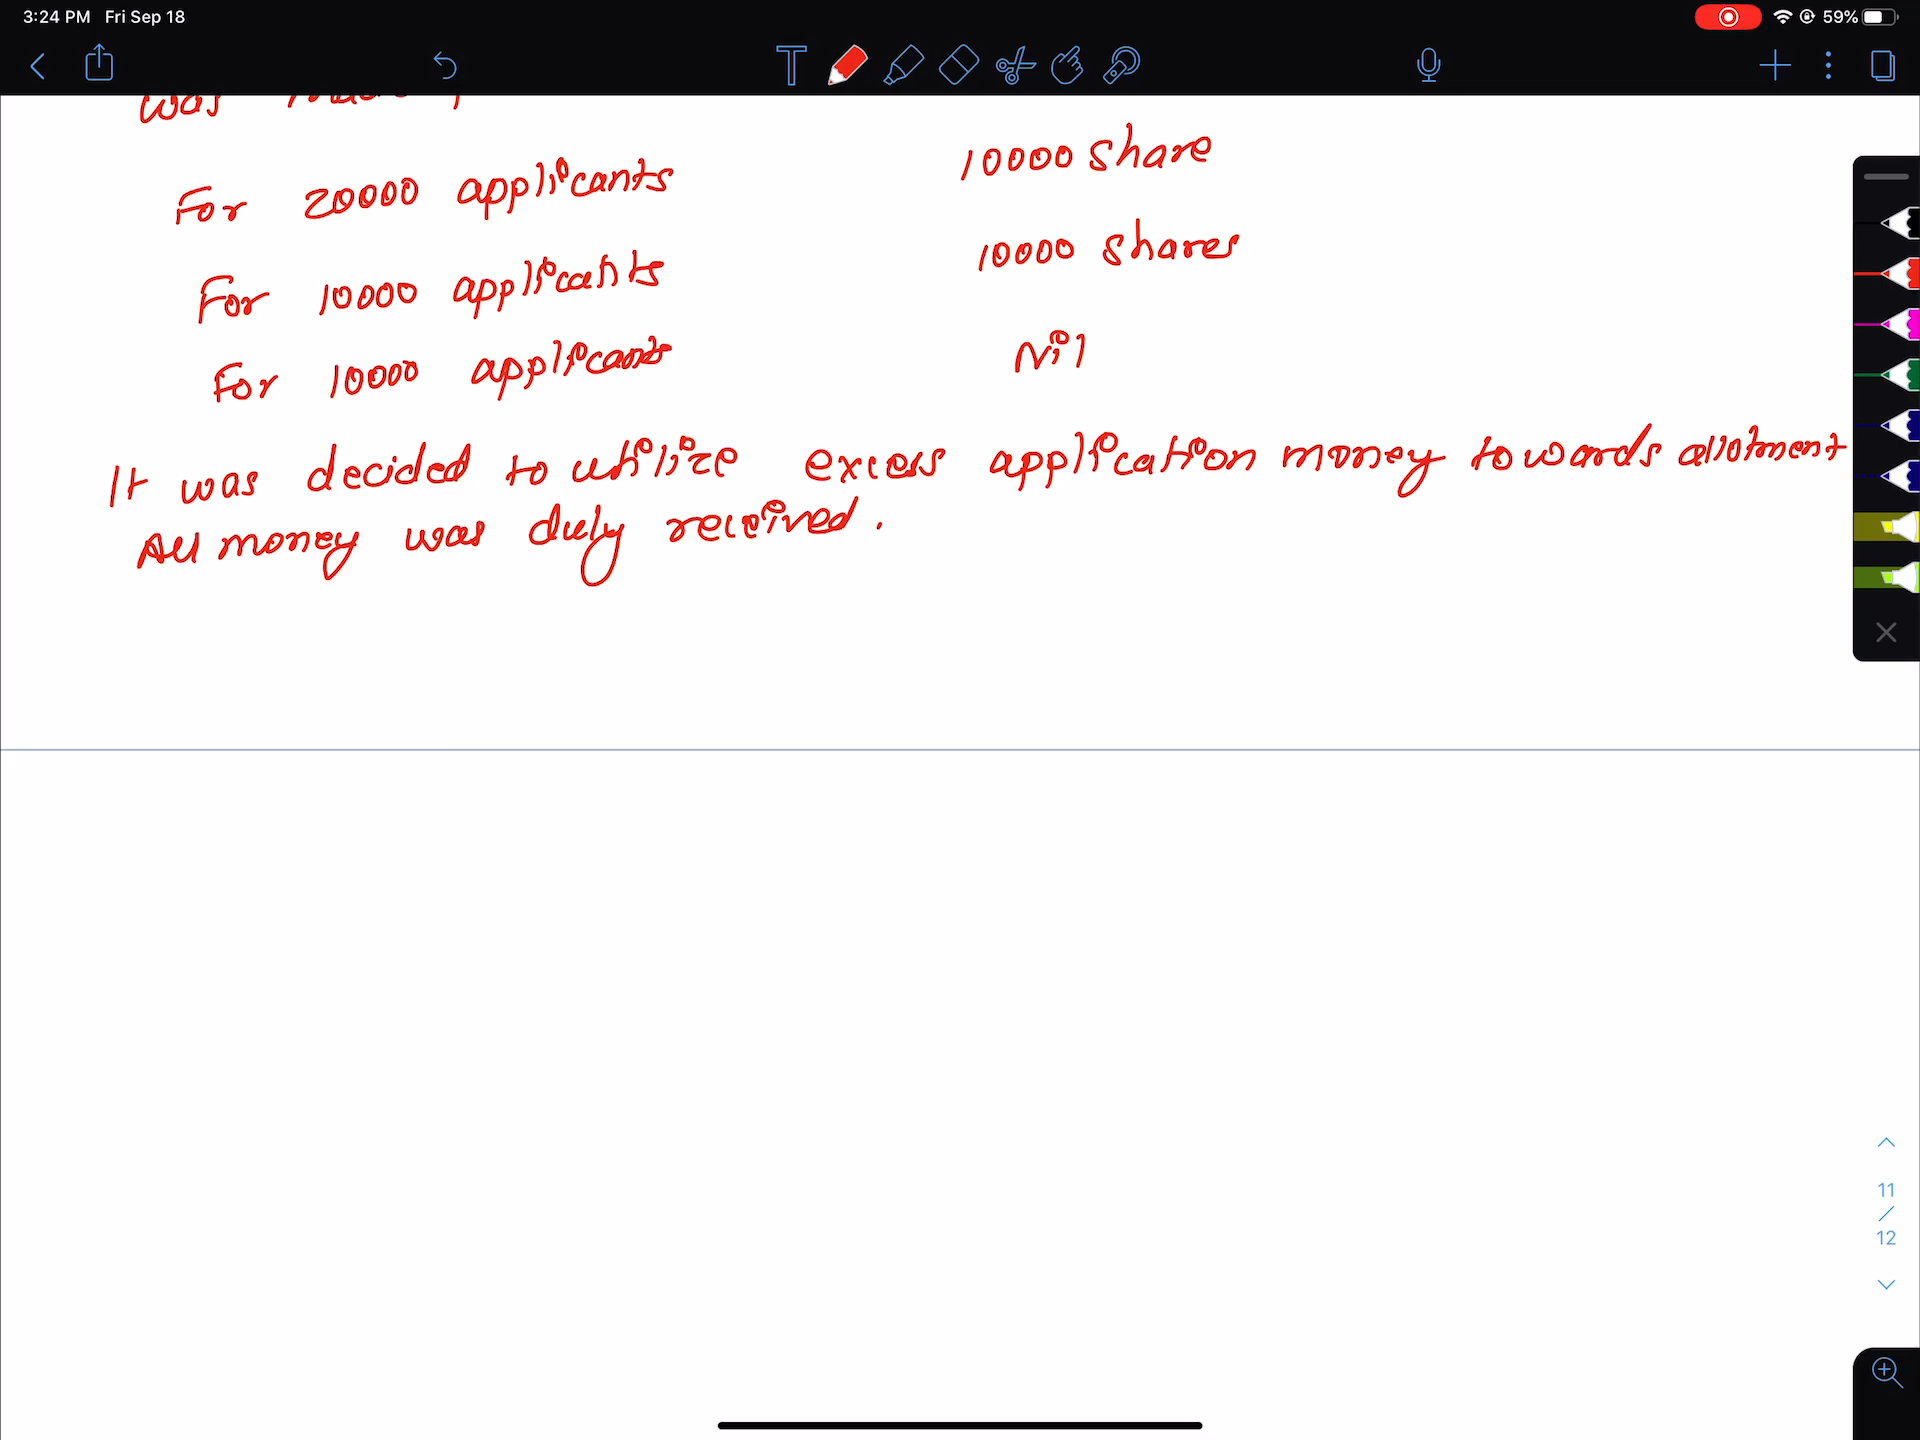 3:24 PM Fri Sep 18
59%
was
For 20000 applicants 10000 share
For 10000 applicants 10000 shares
For 10000 applicants Nil
It was decided to utilize excess application money towards allotment
All money was duly received.
11
/
12